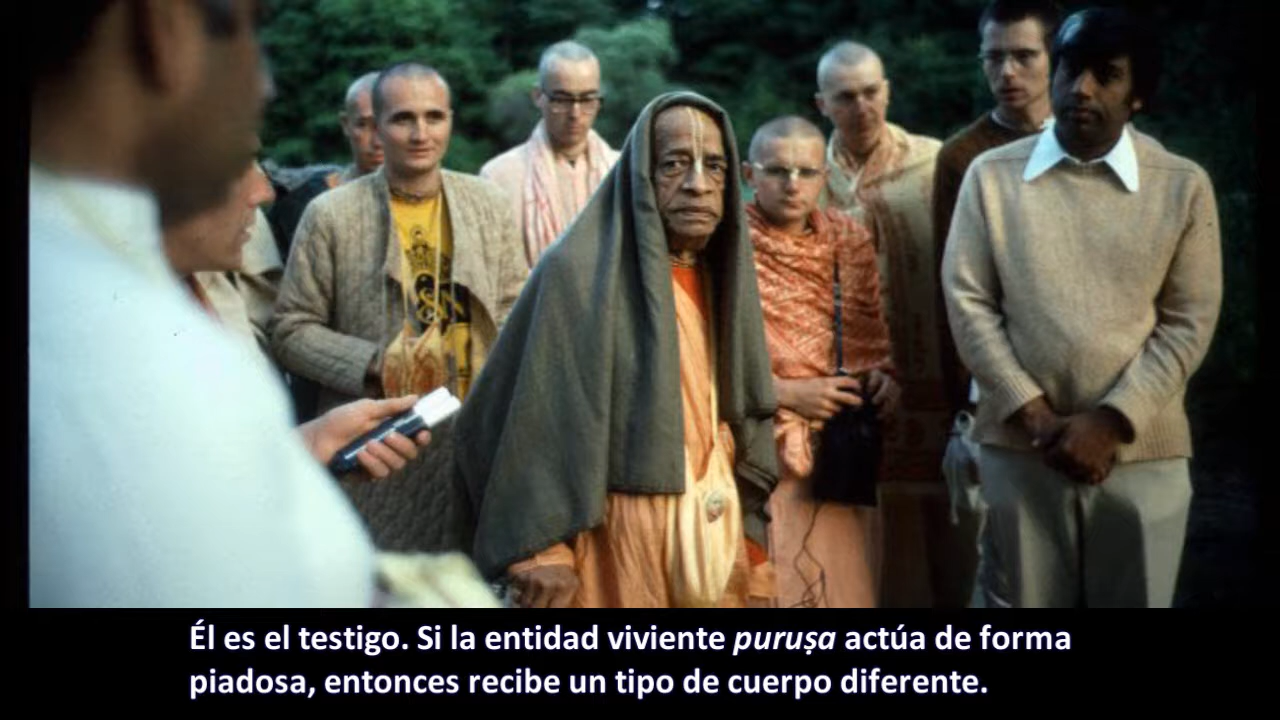 Él es el testigo. Si la entidad viviente puruṣa actúa de forma
piadosa, entonces recibe un tipo de cuerpo diferente.